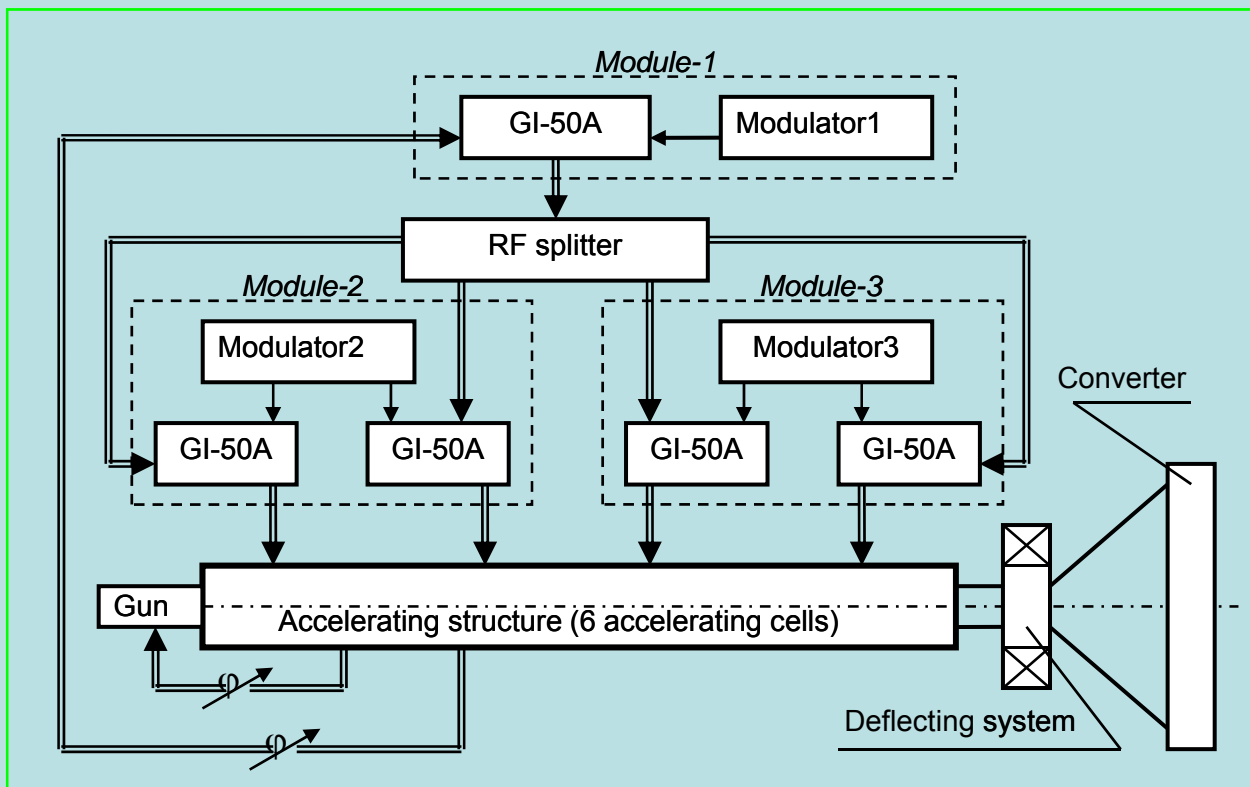 Module-1
GI-50A
Modulator1
RF splitter
Module-2
Module-3
Modulator2
Modulator3
Converter
GI-50A
GI-50A
GI-50A
GI-50A
Gun
Accelerating structure (6 accelerating cells)
φ
Deflecting system
φ